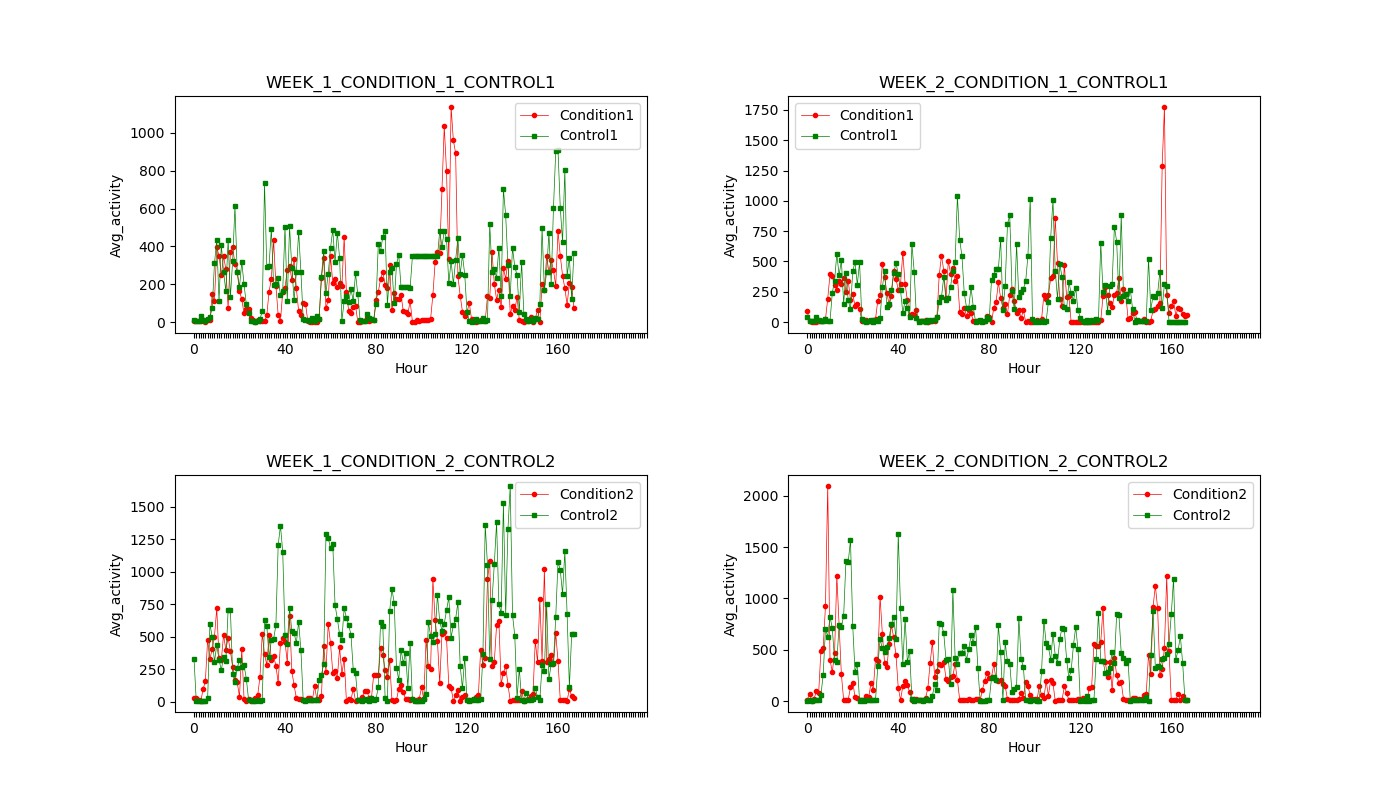 WEEK_1_CONDITION_1_CONTROL1
Avg_activity
1000
800
600
400
200
0
Condition1
Control1
0 40 80 120 160
Hour
WEEK_2_CONDITION_1_CONTROL1
Avg_activity
1750
1500
1250
1000
750
500
250
0
Condition1
Control1
0 40 80 120 160
Hour
WEEK_1_CONDITION_2_CONTROL2
Avg_activity
1500
1250
1000
750
500
250
0
Condition2
Control2
0 40 80 120 160
Hour
WEEK_2_CONDITION_2_CONTROL2
Avg_activity
2000
1500
1000
500
0
Condition2
Control2
0 40 80 120 160
Hour